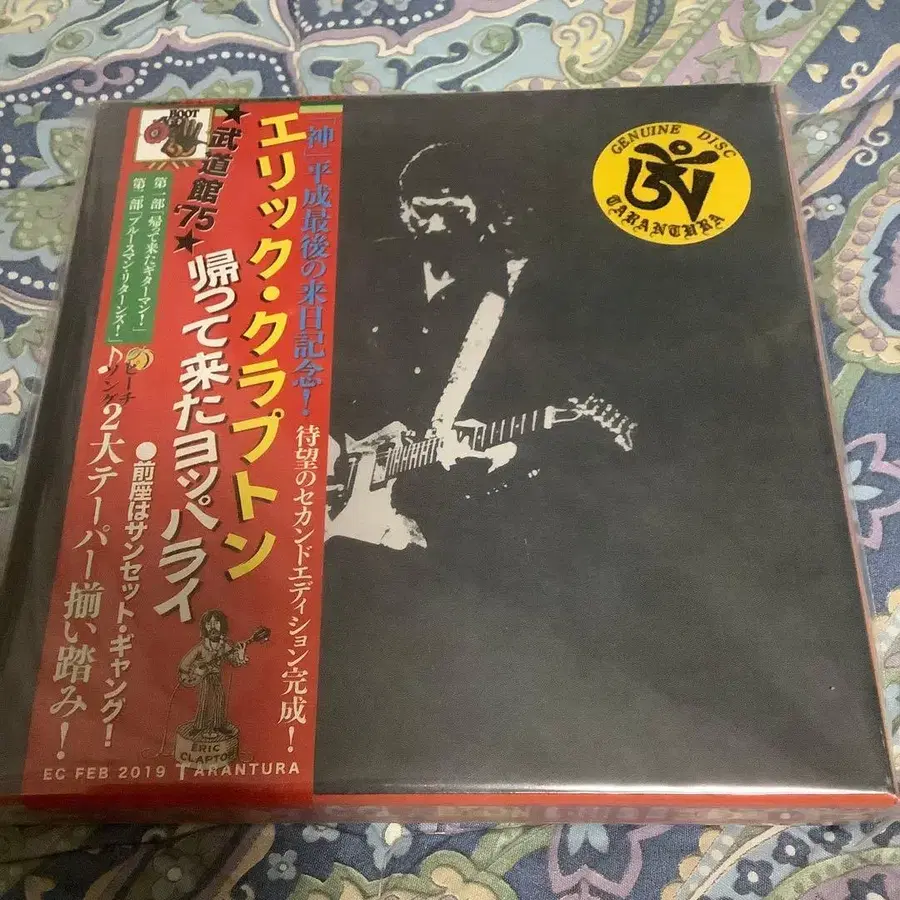 「神」平成最後の来日記念！
待望のセカンドエディション完成！
エリック・クラプトン
★武道館'75★
帰って来たヨッパライ
第一部「帰って来たギターマン！」
第二部「ブルースマン・リターンズ！」
●前座はサンセット・ギャング！
ピーチ
ソング
2大テーパー揃い踏み！
BOOT
ERIC
CLAPTON
EC FEB 2019 TARANTURA
GENUINE DISC
TARANTURA